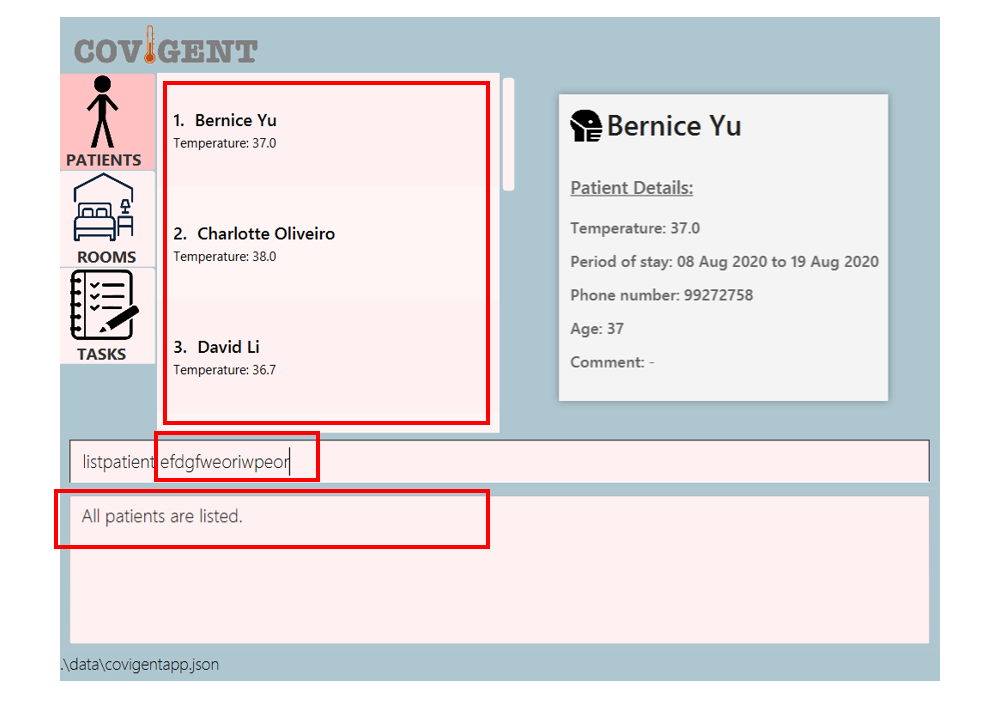 COVIGENT
PATIENTS
ROOMS
TASKS
1. Bernice Yu
Temperature: 37.0
2. Charlotte Oliveiro
Temperature: 38.0
3. David Li
Temperature: 36.7
Bernice Yu
Patient Details:
Temperature: 37.0
Period of stay: 08 Aug 2020 to 19 Aug 2020
Phone number: 99272758
Age: 37
Comment: -
listpatient efdgfweoriwpeor
All patients are listed.
.\data\covigentapp.json